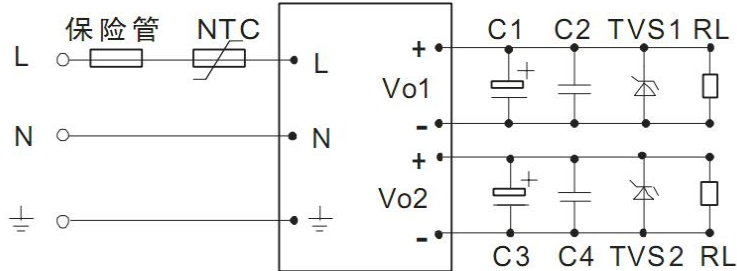 保险管 NTC C1 C2 TVS1 RL
L L + Vo1 -
N N
+ Vo2 -
C3 C4 TVS2 RL